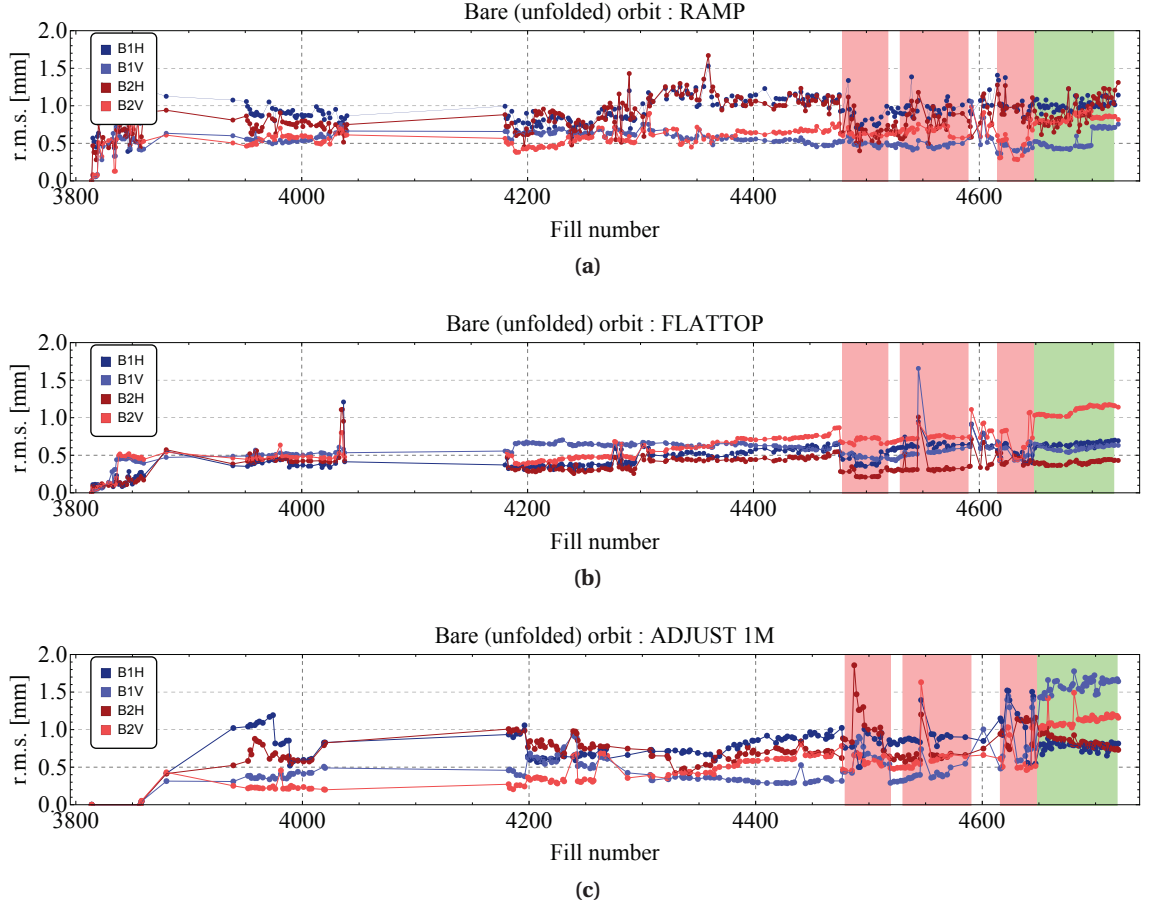 Bare (unfolded) orbit : RAMP
2.0
1.5
1.0
0.5
0.0
r.m.s. [mm]
B1H
B1V
B2H
B2V
3800 4000 4200 4400 4600
Fill number
(a)
Bare (unfolded) orbit : FLATTOP
2.0
1.5
1.0
0.5
0.0
r.m.s. [mm]
B1H
B1V
B2H
B2V
3800 4000 4200 4400 4600
Fill number
(b)
Bare (unfolded) orbit : ADJUST 1M
2.0
1.5
1.0
0.5
0.0
r.m.s. [mm]
B1H
B1V
B2H
B2V
3800 4000 4200 4400 4600
Fill number
(c)